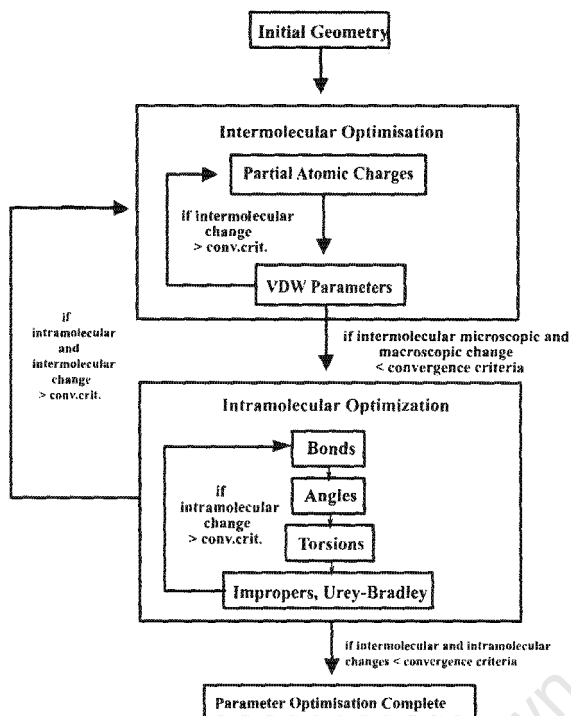 Initial Geometry
Intermolecular Optimisation
Partial Atomic Charges
if intermolecular
change
> conv.crit.
VDW Parameters
if
intramolecular
and
intermolecular
change
> conv.crit.
if intermolecular microscopic and
macroscopic change
< convergence criteria
Intramolecular Optimization
Bonds
if
intramolecular
change
> conv.crit.
Angles
Torsions
Impropers, Urey-Bradley
if intermolecular and intramolecular
changes < convergence criteria
Parameter Optimisation Complete